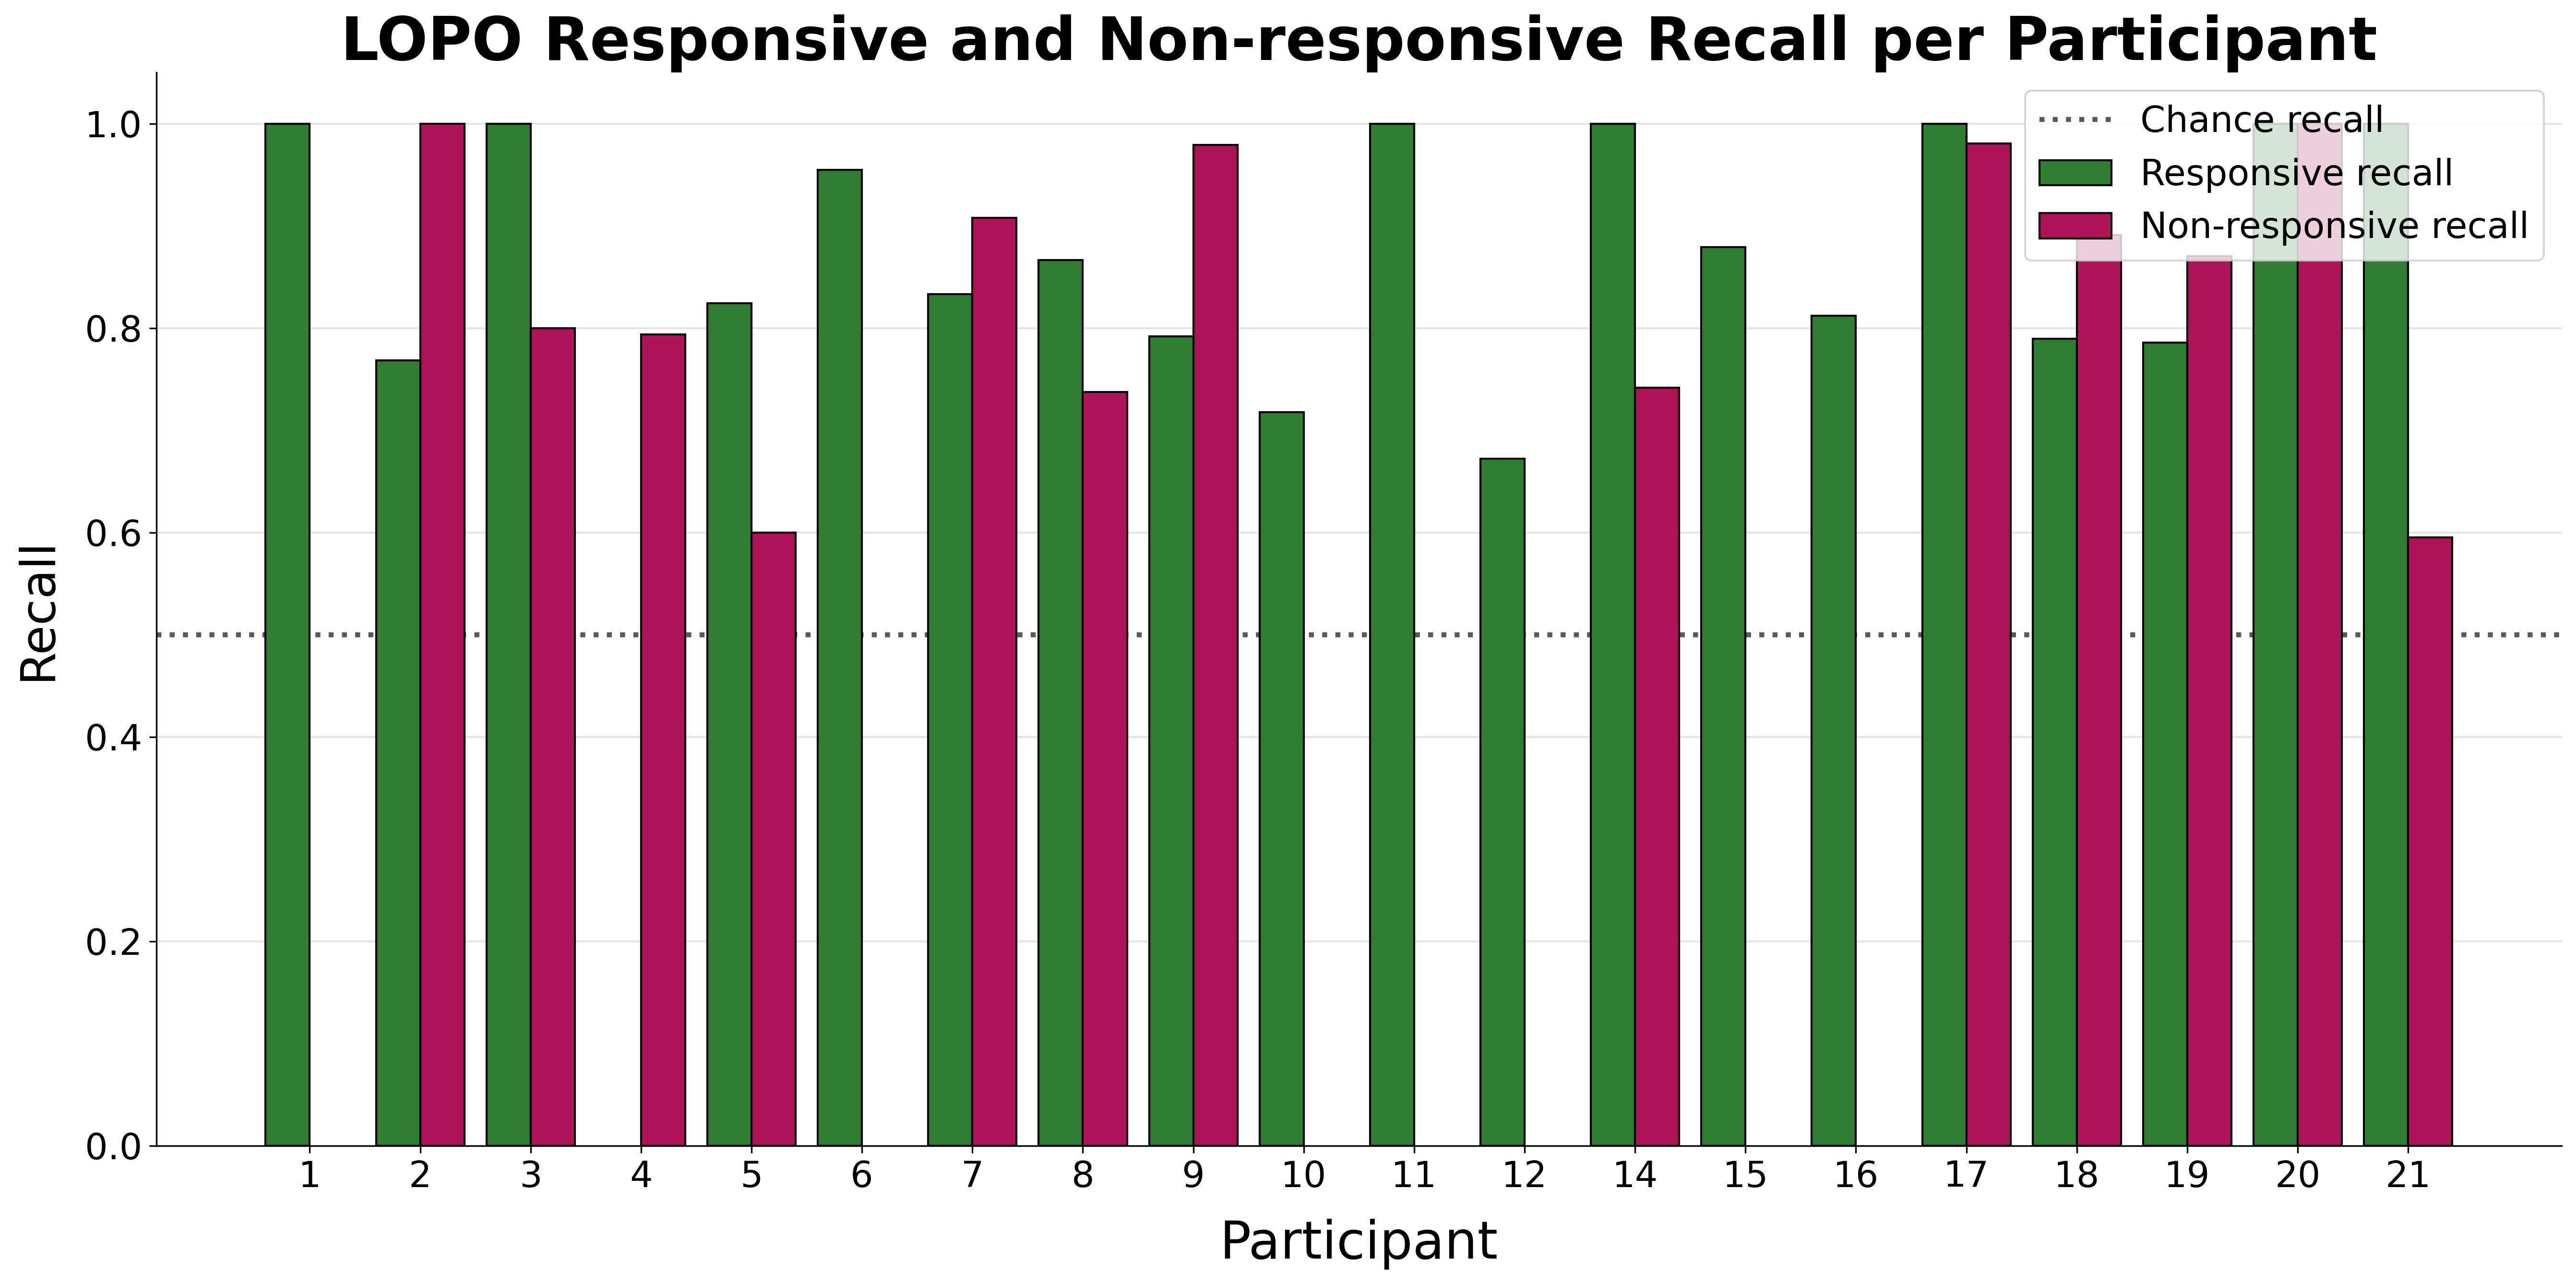 LOPO Responsive and Non-responsive Recall per Participant
Chance recall
Responsive recall
Non-responsive recall
Recall
1.0
0.8
0.6
0.4
0.2
0.0
1 2 3 4 5 6 7 8 9 10 11 12 14 15 16 17 18 19 20 21
Participant